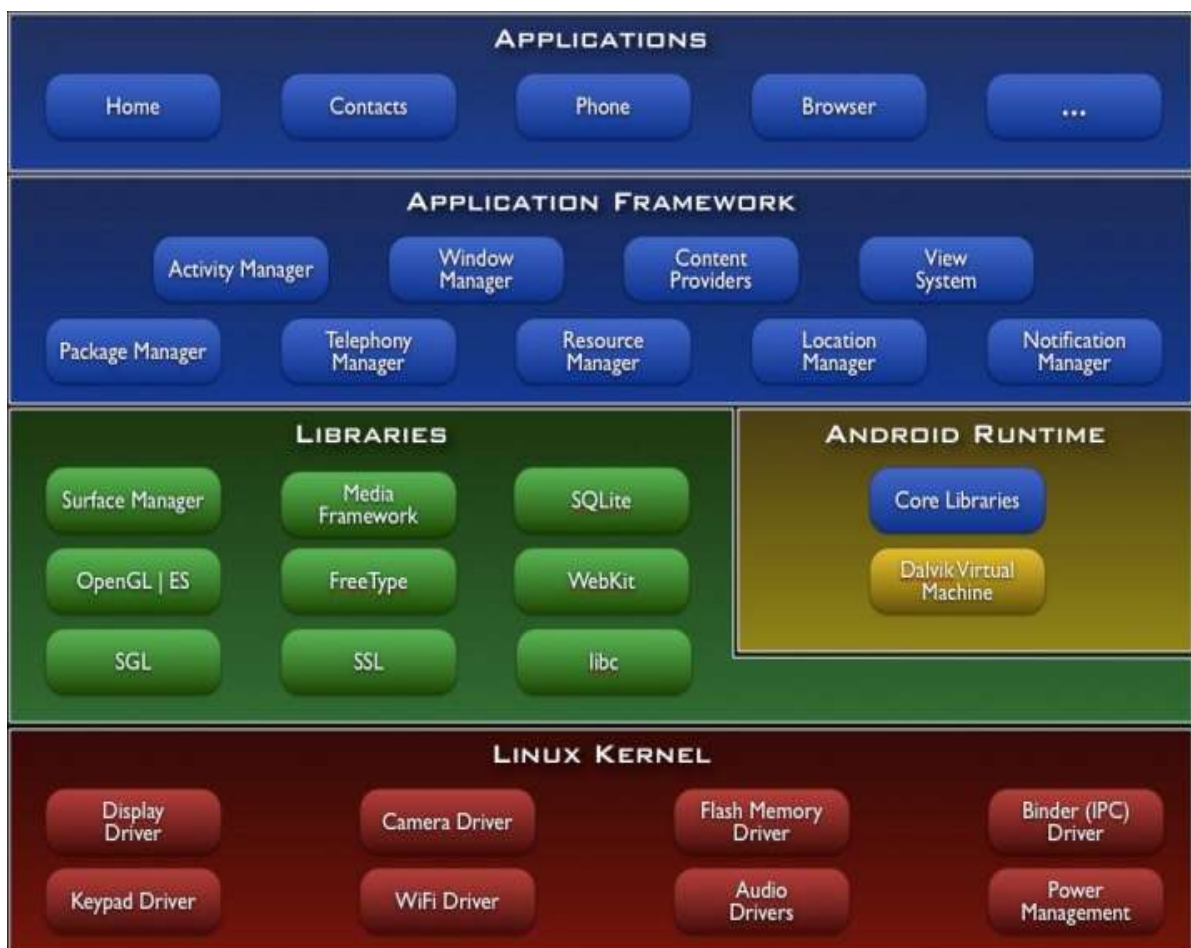 APPLICATIONS
Home
Contacts
Phone
Browser
...
APPLICATION FRAMEWORK
Activity Manager
Window
Manager
Content
Providers
View
System
Package Manager
Telephony
Manager
Resource
Manager
Location
Manager
Notification
Manager
LIBRARIES
Surface Manager
Media
Framework
SQLite
OpenGL | ES
FreeType
WebKit
SGL
SSL
libc
ANDROID RUNTIME
Core Libraries
Dalvik Virtual
Machine
LINUX KERNEL
Display
Driver
Camera Driver
Flash Memory
Driver
Binder (IPC)
Driver
Keypad Driver
WiFi Driver
Audio
Drivers
Power
Management